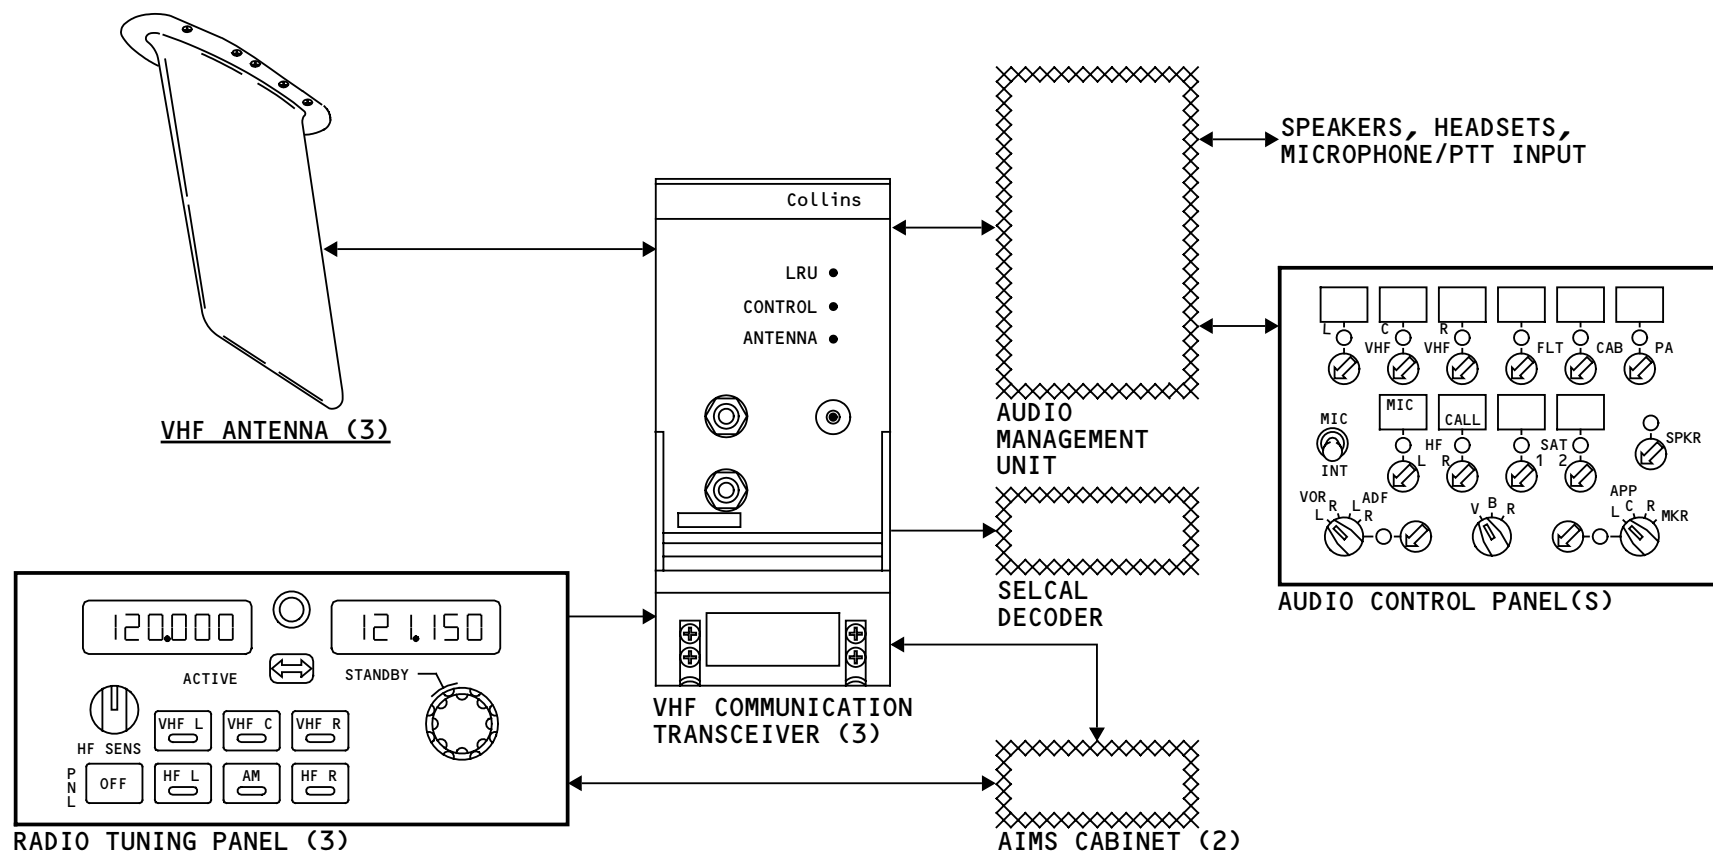 SPEAKERS, HEADSETS,
MICROPHONE/PTT INPUT
Collins
LRU
CONTROL
ANTENNA
VHF ANTENNA (3)
AUDIO
MANAGEMENT
UNIT
L C R
VHF VHF FLT CAB PA
MIC
CALL
MIC
INT
HF
L R
SAT
1 2
SPKR
VOR L R L R ADF
V B R
APP L C R MKR
AUDIO CONTROL PANEL(S)
SELCAL
DECODER
120.000
121.150
ACTIVE
STANDBY
HF SENS
VHF L
VHF C
VHF R
PNL
OFF
HF L
AM
HF R
RADIO TUNING PANEL (3)
VHF COMMUNICATION
TRANSCEIVER (3)
AIMS CABINET (2)